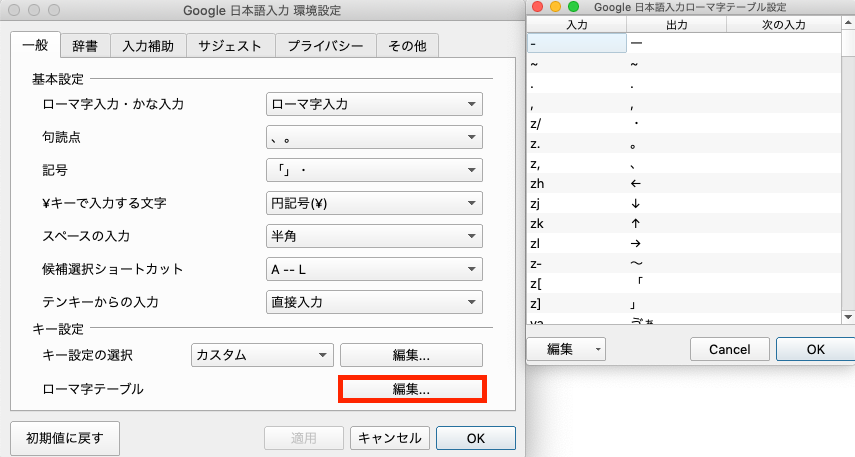 Google 日本語入力 環境設定
一般 辞書 入力補助 サジェスト プライバシー その他
基本設定
ローマ字入力・かな入力 ローマ字入力
句読点 、。
記号 「」・
¥キーで入力する文字 円記号(¥)
スペースの入力 半角
候補選択ショートカット A -- L
テンキーからの入力 直接入力
キー設定
キー設定の選択 カスタム 編集...
ローマ字テーブル 編集...
初期値に戻す 適用 キャンセル OK
Google 日本語入力ローマ字テーブル設定
入力 出力 次の入力
- ー
~ ~
. .
, ,
z/ ・
z. 。
z, 、
zh ←
zj ↓
zk ↑
zl →
z- 〜
z[ 「
z] 」
va ゔぁ
編集 Cancel OK